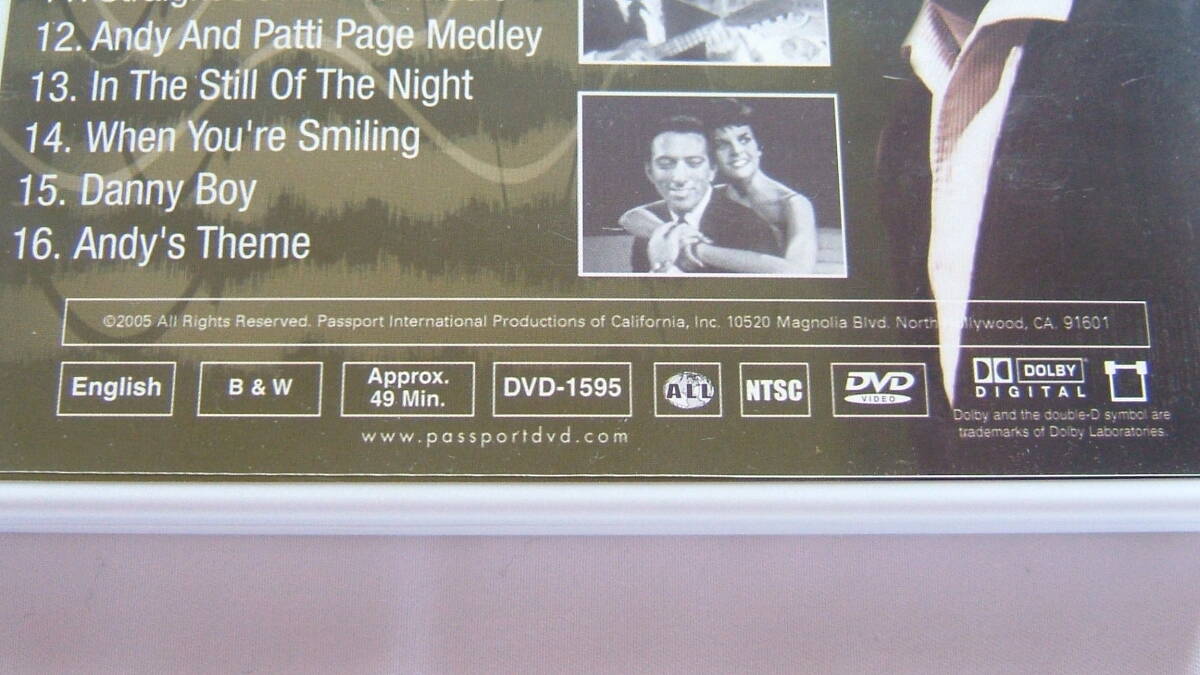 12. Andy And Patti Page Medley
13. In The Still Of The Night
14. When You're Smiling
15. Danny Boy
16. Andy's Theme
©2005 All Rights Reserved. Passport International Productions of California, Inc. 10520 Magnolia Blvd. North Hollywood, CA. 91601
English
B & W
Approx.
49 Min.
DVD-1595
ALL
NTSC
DVD
VIDEO
DOLBY
DIGITAL
Dolby and the double-D symbol are
trademarks of Dolby Laboratories.
www.passportdvd.com